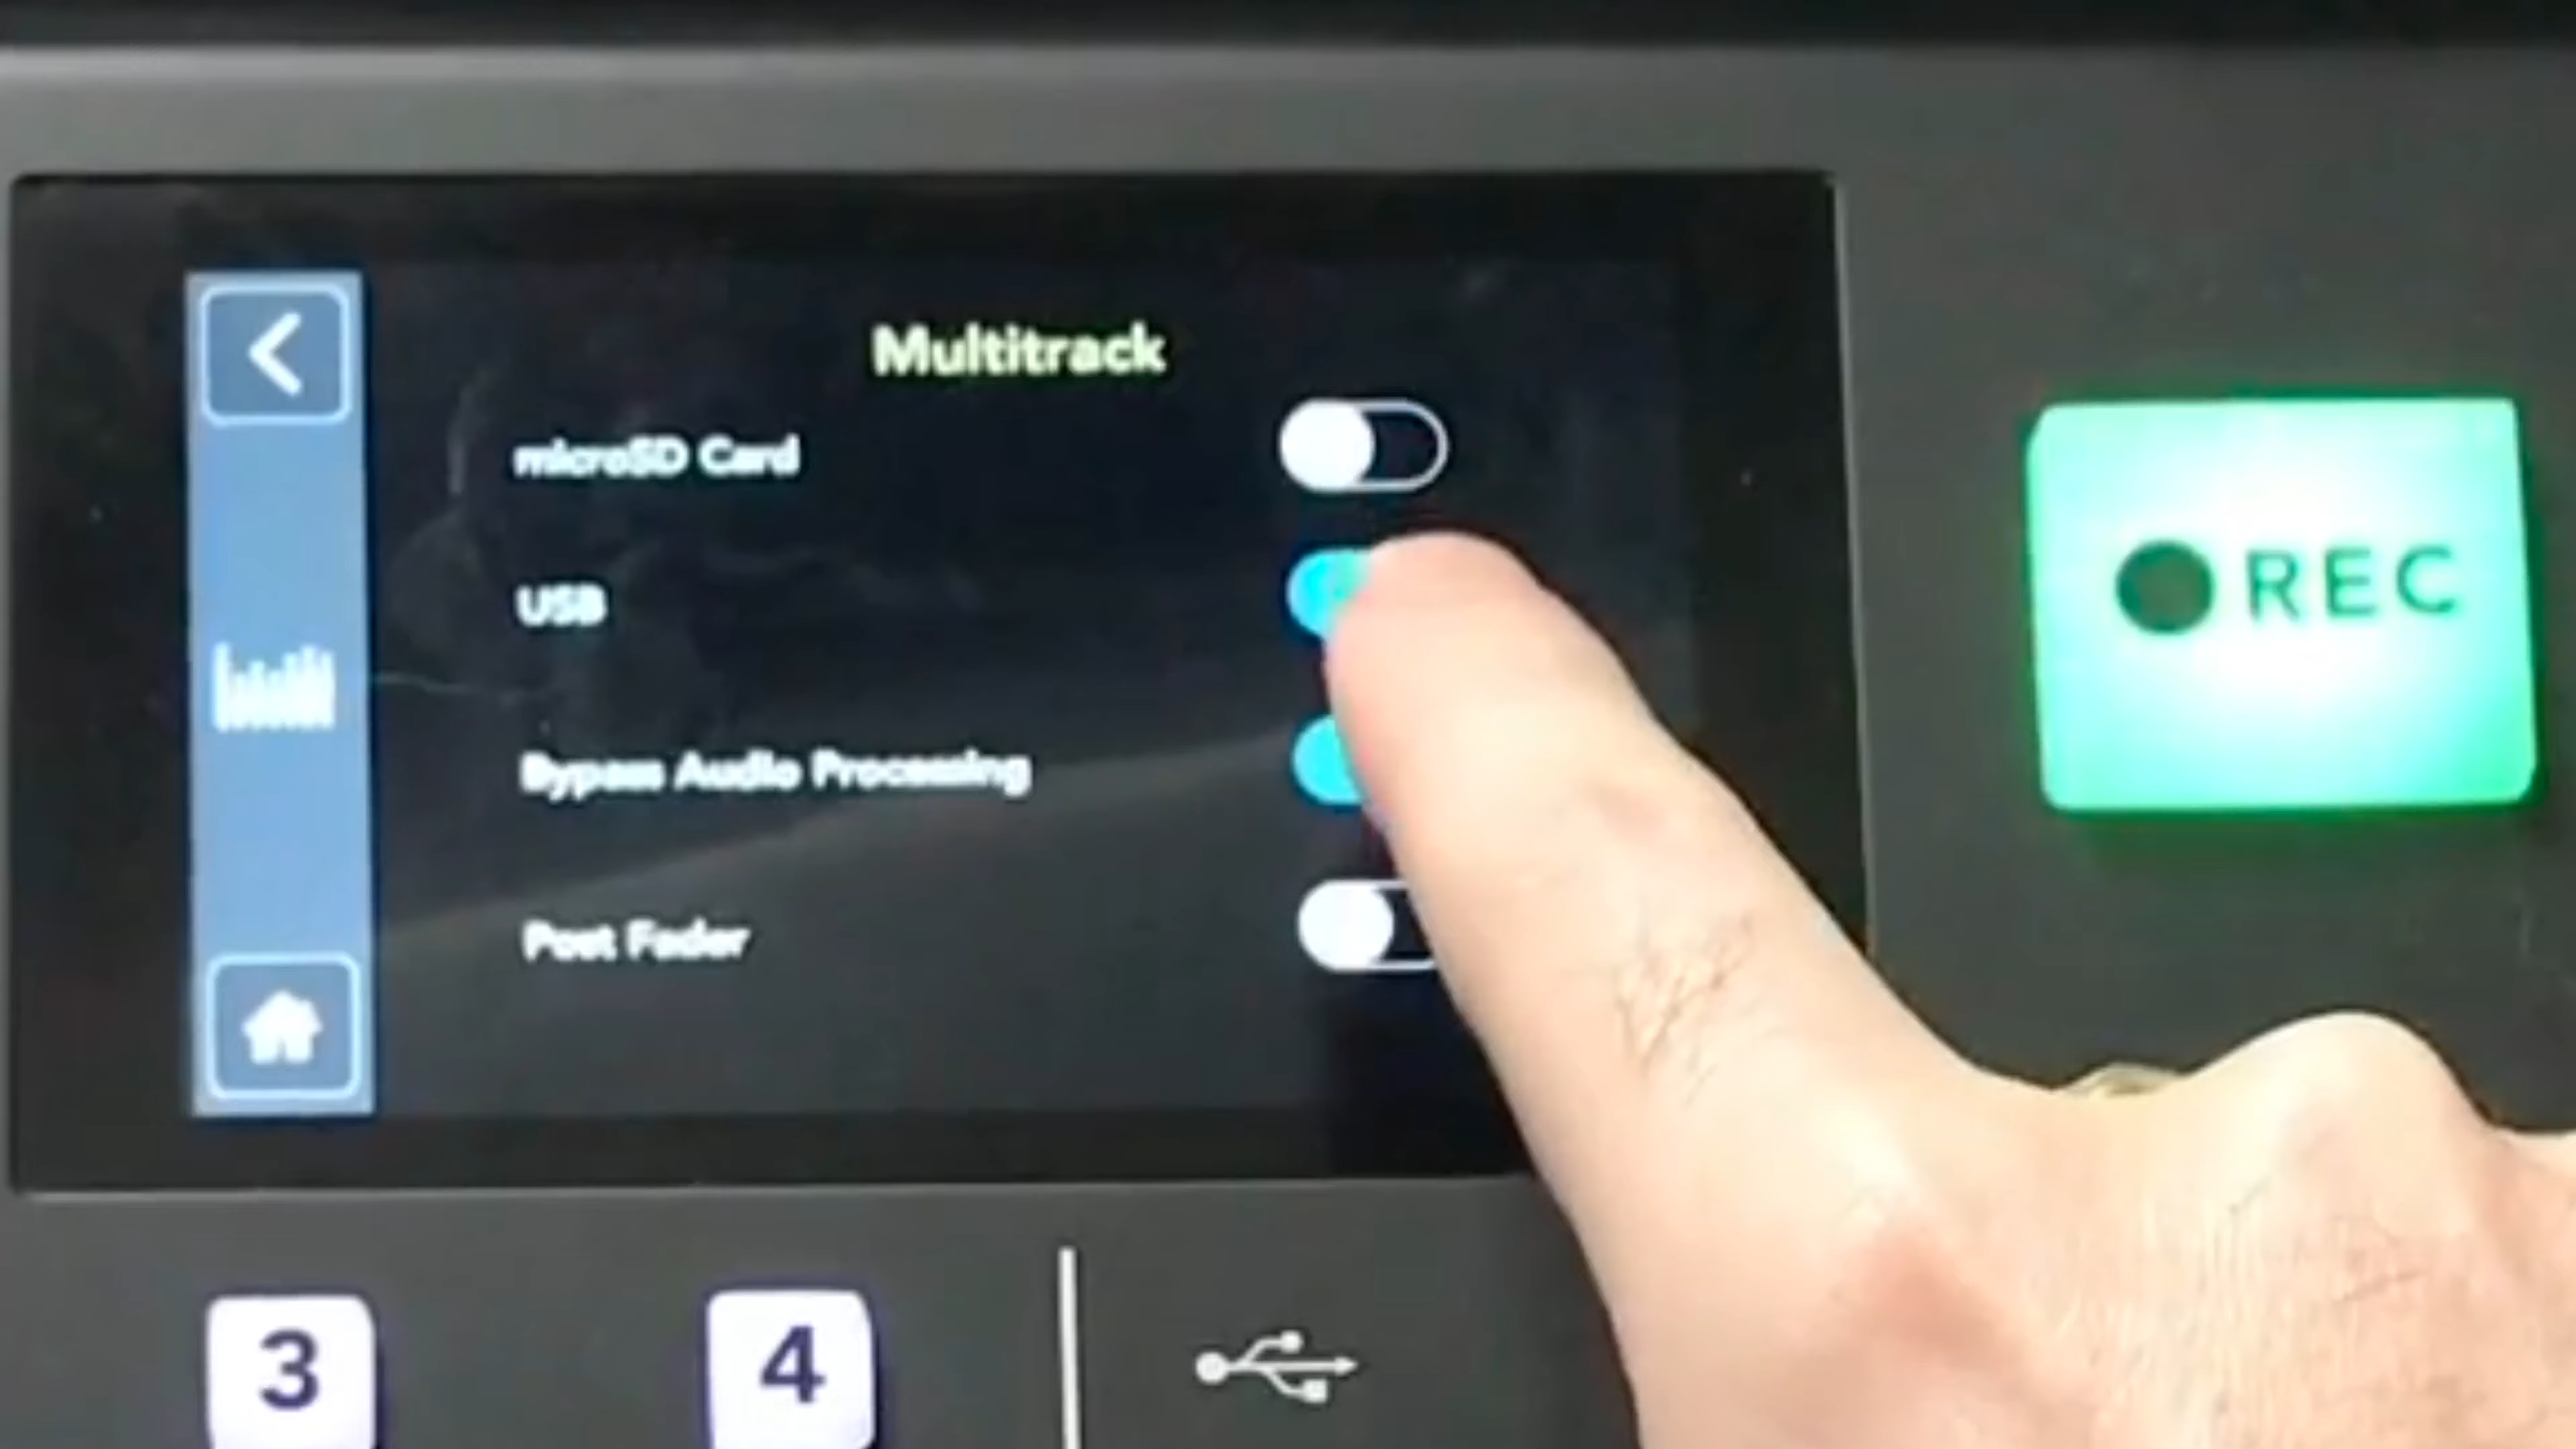 Multitrack
microSD Card
USB
Bypass Audio Processing
Post Fader
REC
3
4